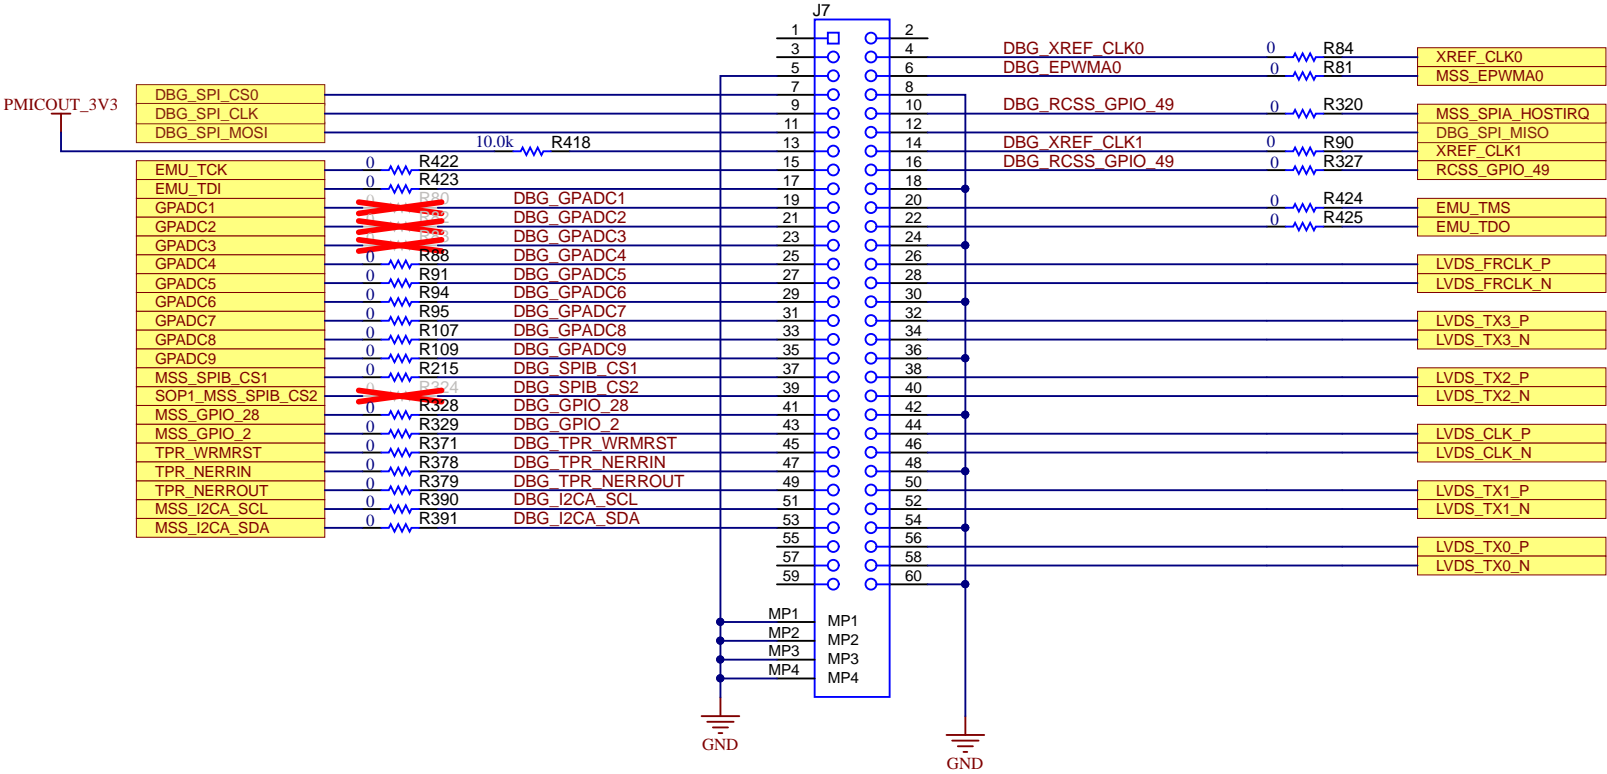 J7
1 2
3 4 DBG_XREF_CLK0 0 R84 XREF_CLK0
5 6 DBG_EPWMA0 0 R81 MSS_EPWMA0
PMICOUT_3V3 DBG_SPI_CS0 7 8
DBG_SPI_CLK 9 10 DBG_RCSS_GPIO_49 0 R320 MSS_SPIA_HOSTIRQ
DBG_SPI_MOSI 11 12 DBG_SPI_MISO
10.0k R418 13 14 DBG_XREF_CLK1 0 R90 XREF_CLK1
EMU_TCK 0 R422 15 16 DBG_RCSS_GPIO_49 0 R327 RCSS_GPIO_49
EMU_TDI 0 R423 17 18
GPADC1 DBG_GPADC1 19 20 0 R424 EMU_TMS
GPADC2 DBG_GPADC2 21 22 0 R425 EMU_TDO
GPADC3 DBG_GPADC3 23 24
GPADC4 0 R88 DBG_GPADC4 25 26 LVDS_FRCLK_P
GPADC5 0 R91 DBG_GPADC5 27 28 LVDS_FRCLK_N
GPADC6 0 R94 DBG_GPADC6 29 30
GPADC7 0 R95 DBG_GPADC7 31 32 LVDS_TX3_P
GPADC8 0 R107 DBG_GPADC8 33 34 LVDS_TX3_N
GPADC9 0 R109 DBG_GPADC9 35 36
MSS_SPIB_CS1 0 R215 DBG_SPIB_CS1 37 38 LVDS_TX2_P
SOP1_MSS_SPIB_CS2 0 R324 DBG_SPIB_CS2 39 40 LVDS_TX2_N
MSS_GPIO_28 0 R328 DBG_GPIO_28 41 42
MSS_GPIO_2 0 R329 DBG_GPIO_2 43 44 LVDS_CLK_P
TPR_WRMRST 0 R371 DBG_TPR_WRMRST 45 46 LVDS_CLK_N
TPR_NERRIN 0 R378 DBG_TPR_NERRIN 47 48
TPR_NERROUT 0 R379 DBG_TPR_NERROUT 49 50 LVDS_TX1_P
MSS_I2CA_SCL 0 R390 DBG_I2CA_SCL 51 52 LVDS_TX1_N
MSS_I2CA_SDA 0 R391 DBG_I2CA_SDA 53 54
55 56 LVDS_TX0_P
57 58 LVDS_TX0_N
59 60
MP1 MP1
MP2 MP2
MP3 MP3
MP4 MP4
GND
GND